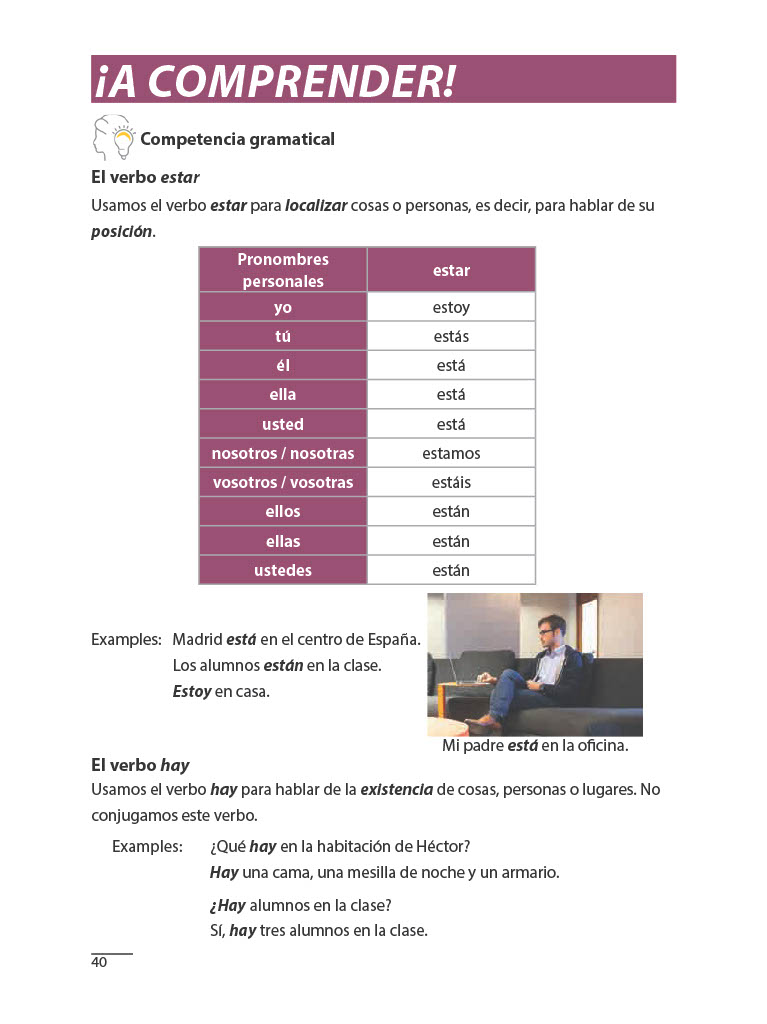 ¡A COMPRENDER!
Competencia gramatical
El verbo estar
Usamos el verbo estar para localizar cosas o personas, es decir, para hablar de su
posición.
Pronombres
personales
estar
yo estoy
tú estás
él está
ella está
usted está
nosotros / nosotras estamos
vosotros / vosotras estáis
ellos están
ellas están
ustedes están
Examples: Madrid está en el centro de España.
Los alumnos están en la clase.
Estoy en casa.
Mi padre está en la oficina.
El verbo hay
Usamos el verbo hay para hablar de la existencia de cosas, personas o lugares. No
conjugamos este verbo.
Examples: ¿Qué hay en la habitación de Héctor?
Hay una cama, una mesilla de noche y un armario.
¿Hay alumnos en la clase?
Sí, hay tres alumnos en la clase.
40